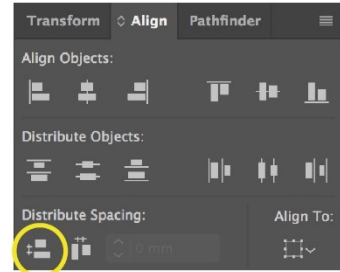 Transform Align Pathfinder
Align Objects:
Distribute Objects:
Distribute Spacing: Align To:
0 mm